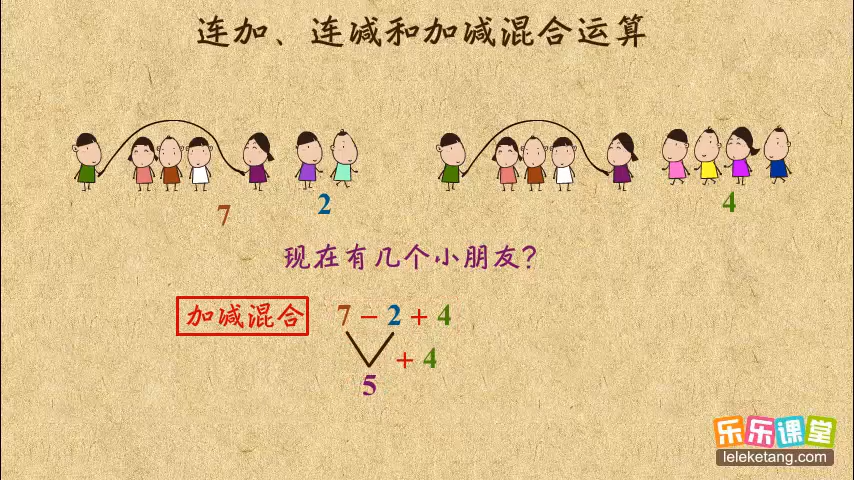 连加、连减和加减混合运算
7
2
4
现在有几个小朋友?
加减混合 7 - 2 + 4
+ 4
5
乐乐课堂
leleketang.com